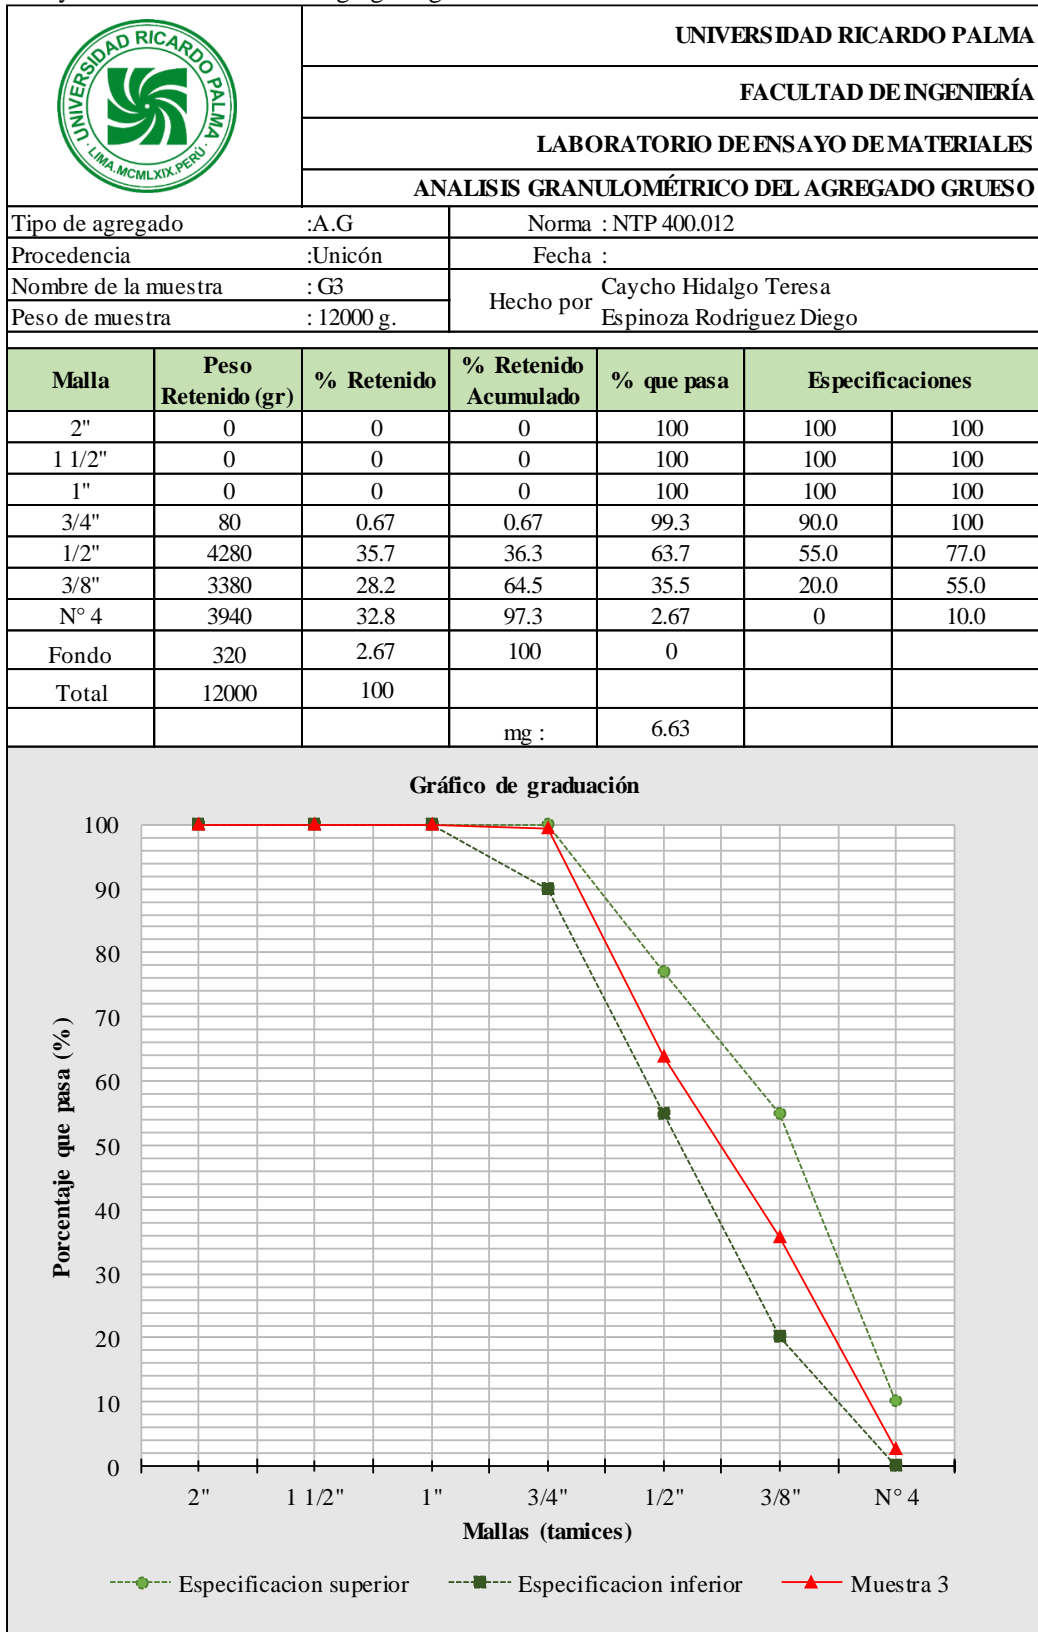 UNIVERSIDAD RICARDO PALMA
LIMA.MCMLXIX.PERÚ
UNIVERSIDAD RICARDO PALMA
FACULTAD DE INGENIERÍA
LABORATORIO DE ENSAYO DE MATERIALES
ANALISIS GRANULOMÉTRICO DEL AGREGADO GRUESO
Tipo de agregado :A.G Norma : NTP 400.012
Procedencia :Unicón Fecha :
Nombre de la muestra : G3 Hecho por Caycho Hidalgo Teresa
Peso de muestra : 12000 g. Espinoza Rodriguez Diego
Malla Peso Retenido (gr) % Retenido % Retenido Acumulado % que pasa Especificaciones
2" 0 0 0 100 100 100
1 1/2" 0 0 0 100 100 100
1" 0 0 0 100 100 100
3/4" 80 0.67 0.67 99.3 90.0 100
1/2" 4280 35.7 36.3 63.7 55.0 77.0
3/8" 3380 28.2 64.5 35.5 20.0 55.0
N° 4 3940 32.8 97.3 2.67 0 10.0
Fondo 320 2.67 100 0
Total 12000 100
mg : 6.63
Gráfico de graduación
Porcentaje que pasa (%)
100
90
80
70
60
50
40
30
20
10
0
2" 1 1/2" 1" 3/4" 1/2" 3/8" N° 4
Mallas (tamices)
Especificacion superior Especificacion inferior Muestra 3